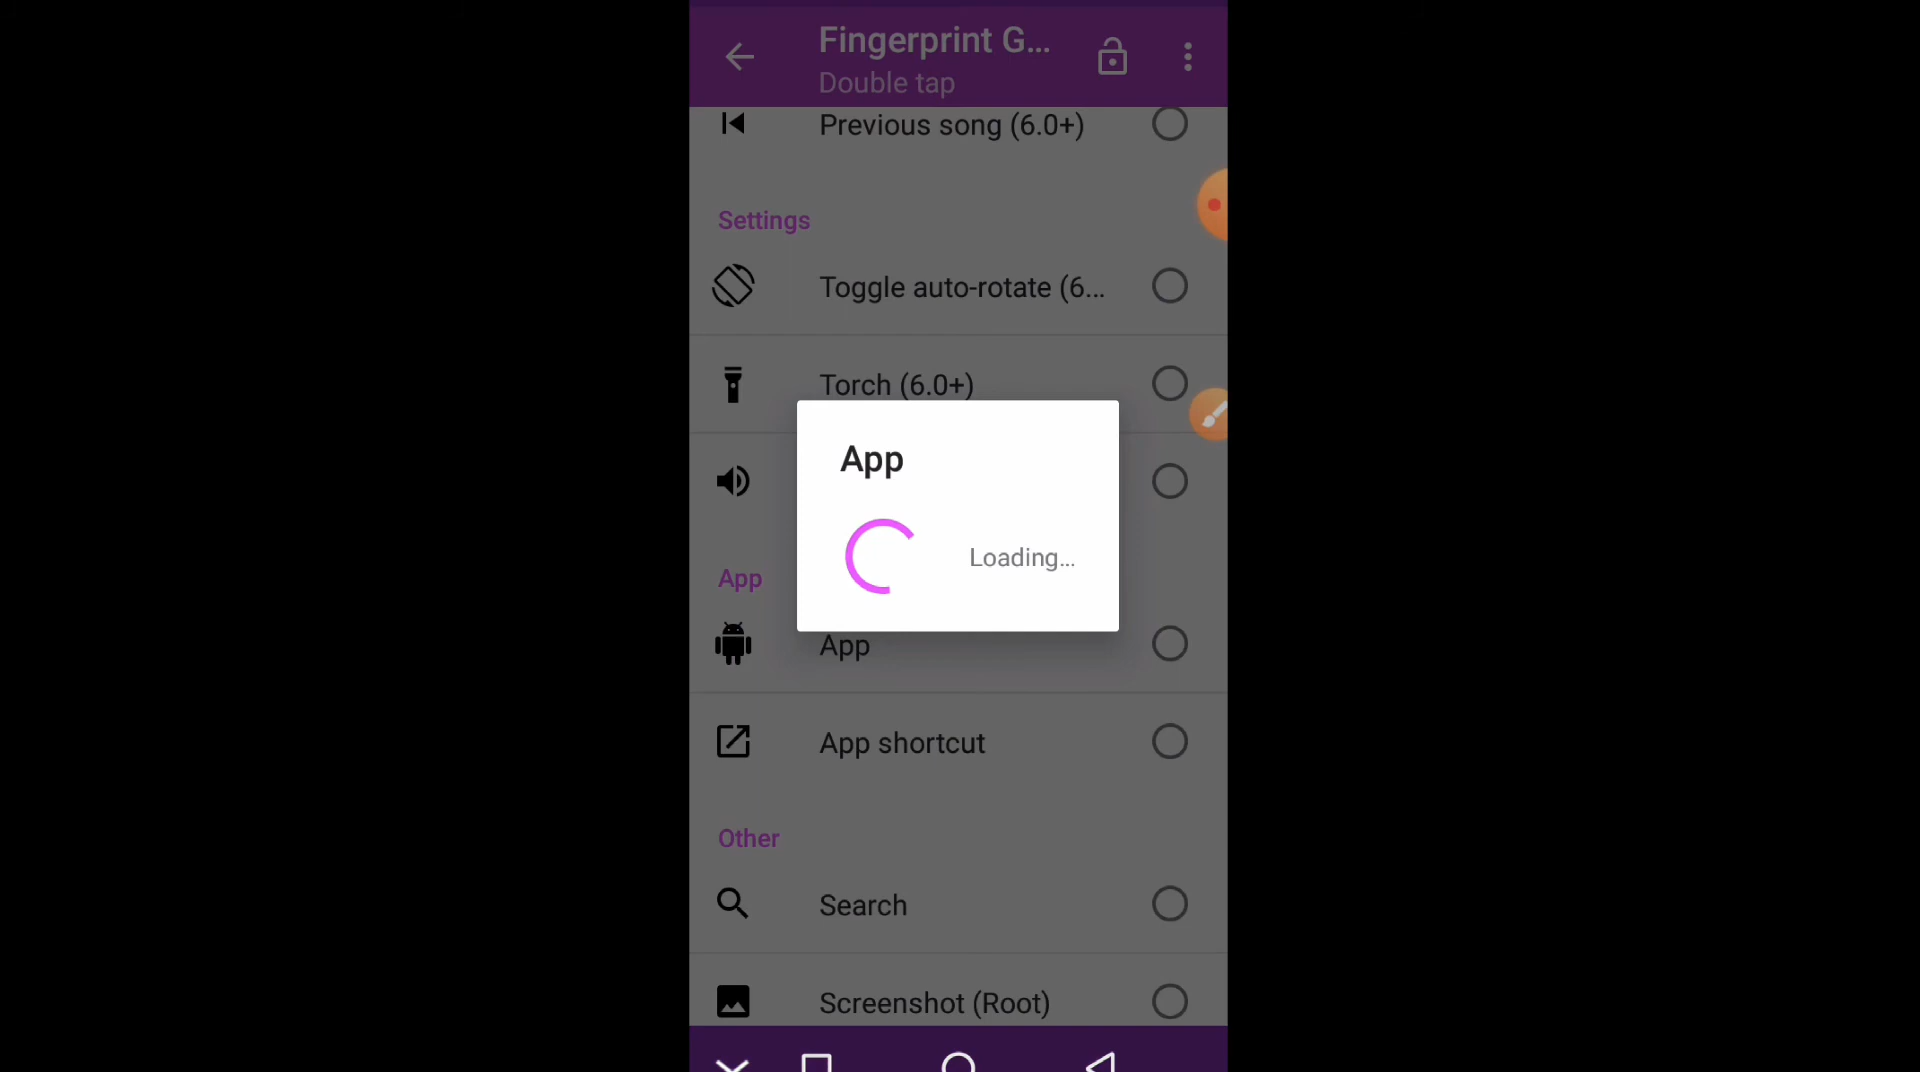 Fingerprint G...
Double tap
Previous song (6.0+)
Settings
Toggle auto-rotate (6...
Torch (6.0+)
App
Loading...
App
App
App shortcut
Other
Search
Screenshot (Root)